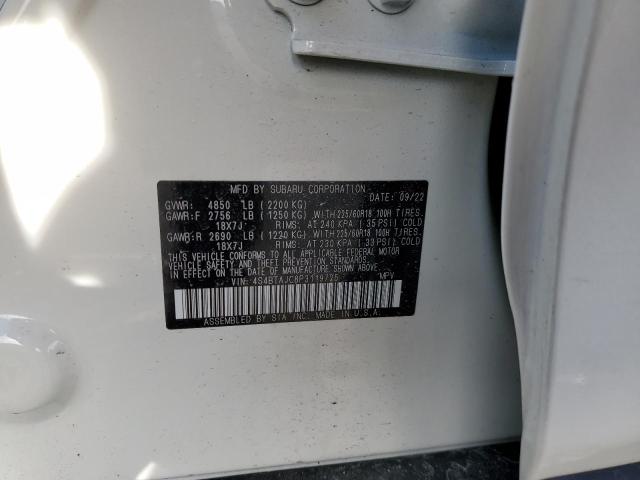 MFD BY SUBARU CORPORATION
DATE: 09/22
GVWR: 4850 LB (2200 KG)
GAWR:F 2756 LB (1250 KG), WITH 225/60R18 100H TIRES,
18X7J RIMS, AT 240 KPA (35 PSI) COLD
GAWR:R 2690 LB (1220 KG), WITH 225/60R18 100H TIRES,
18X7J RIMS, AT 230 KPA (33 PSI) COLD
THIS VEHICLE CONFORMS TO ALL APPLICABLE FEDERAL MOTOR
VEHICLE SAFETY AND BUMPER STANDARDS IN EFFECT ON THE
DATE OF MANUFACTURE SHOWN ABOVE.
VIN: MPV
ASSEMBLED BY SIA, INC. MADE IN U.S.A.